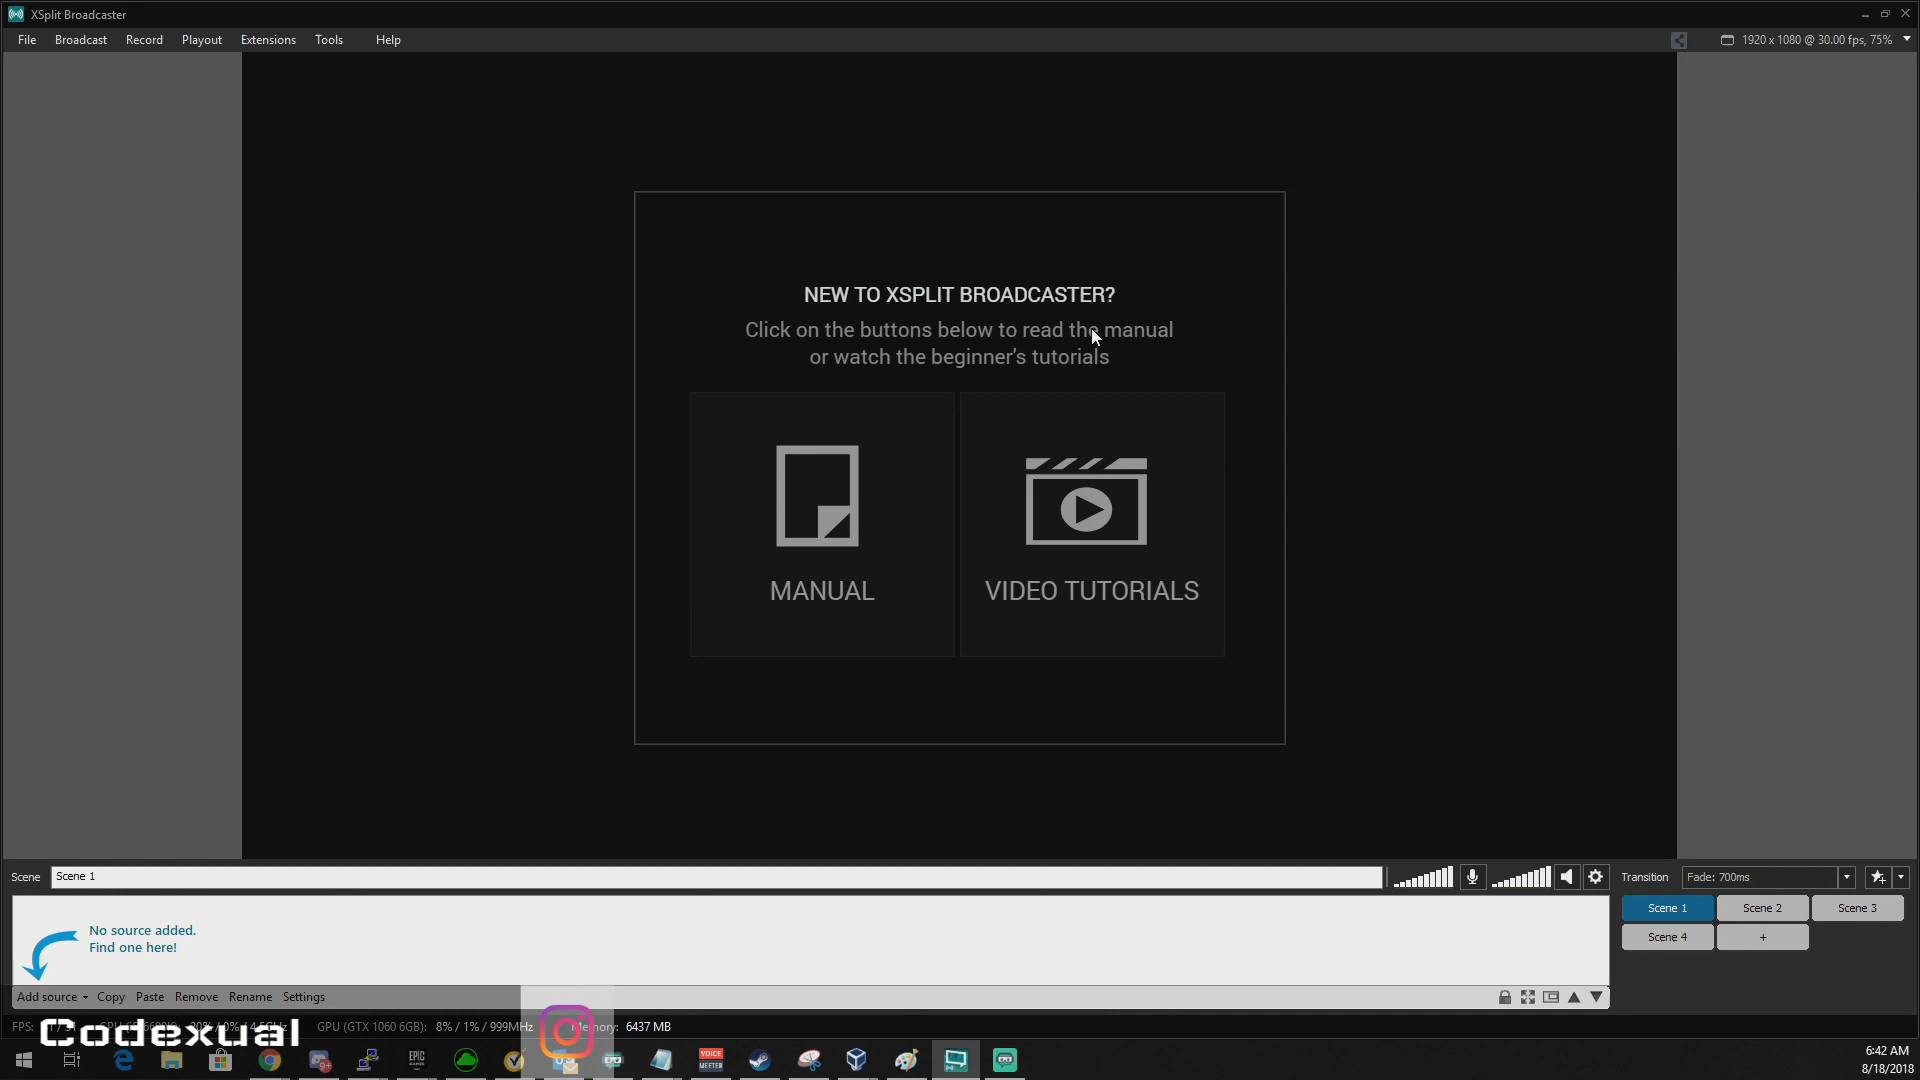 XSplit Broadcaster
File Broadcast Record Playout Extensions Tools Help
1920 x 1080 @ 30.00 fps, 75%
NEW TO XSPLIT BROADCASTER?
Click on the buttons below to read the manual
or watch the beginner's tutorials
MANUAL
VIDEO TUTORIALS
Scene Scene 1
Transition Fade: 700ms
No source added.
Find one here!
Scene 1 Scene 2 Scene 3
Scene 4 +
Add source Copy Paste Remove Rename Settings
FPS: GPU (GTX 1060 6GB): 8% / 1% / 999MHz Memory: 6437 MB
Codexual
9+
EPIC
GAMES
VOICE
MEETER
6:42 AM
8/18/2018